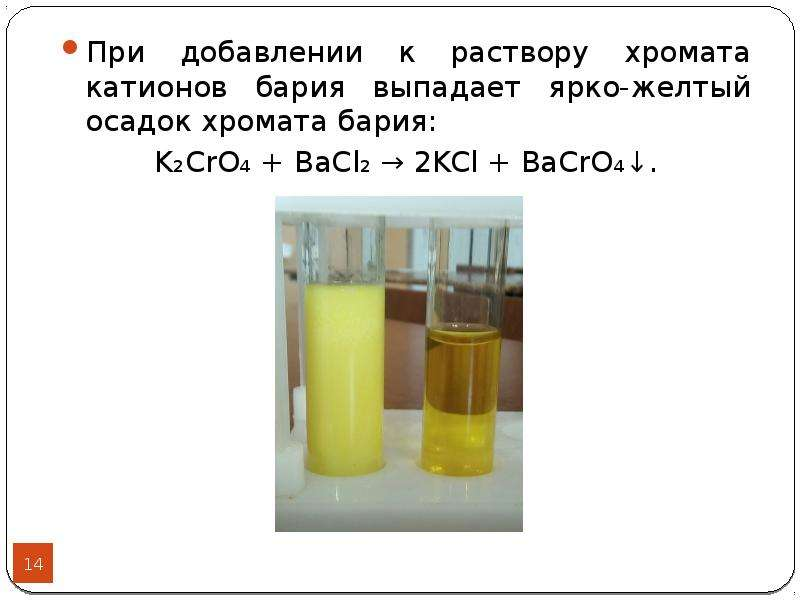 При добавлении к раствору хромата
катионов бария выпадает ярко-желтый
осадок хромата бария:
K₂CrO₄ + BaCl₂ → 2KCl + BaCrO₄↓.
14